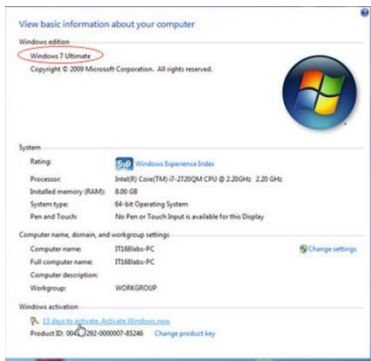 View basic information about your computer
Windows edition
Windows 7 Ultimate
Copyright © 2009 Microsoft Corporation. All rights reserved.
System
Rating: 5.9 Windows Experience Index
Processor: Intel(R) Core(TM) i7-2720QM CPU @ 2.20GHz 2.20 GHz
Installed memory (RAM): 8.00 GB
System type: 64-bit Operating System
Pen and Touch: No Pen or Touch Input is available for this Display
Computer name, domain, and workgroup settings
Computer name: IT168labs-PC Change settings
Full computer name: IT168labs-PC
Computer description:
Workgroup: WORKGROUP
Windows activation
13 days to activate. Activate Windows now
Product ID: 0000007-85246 Change product key